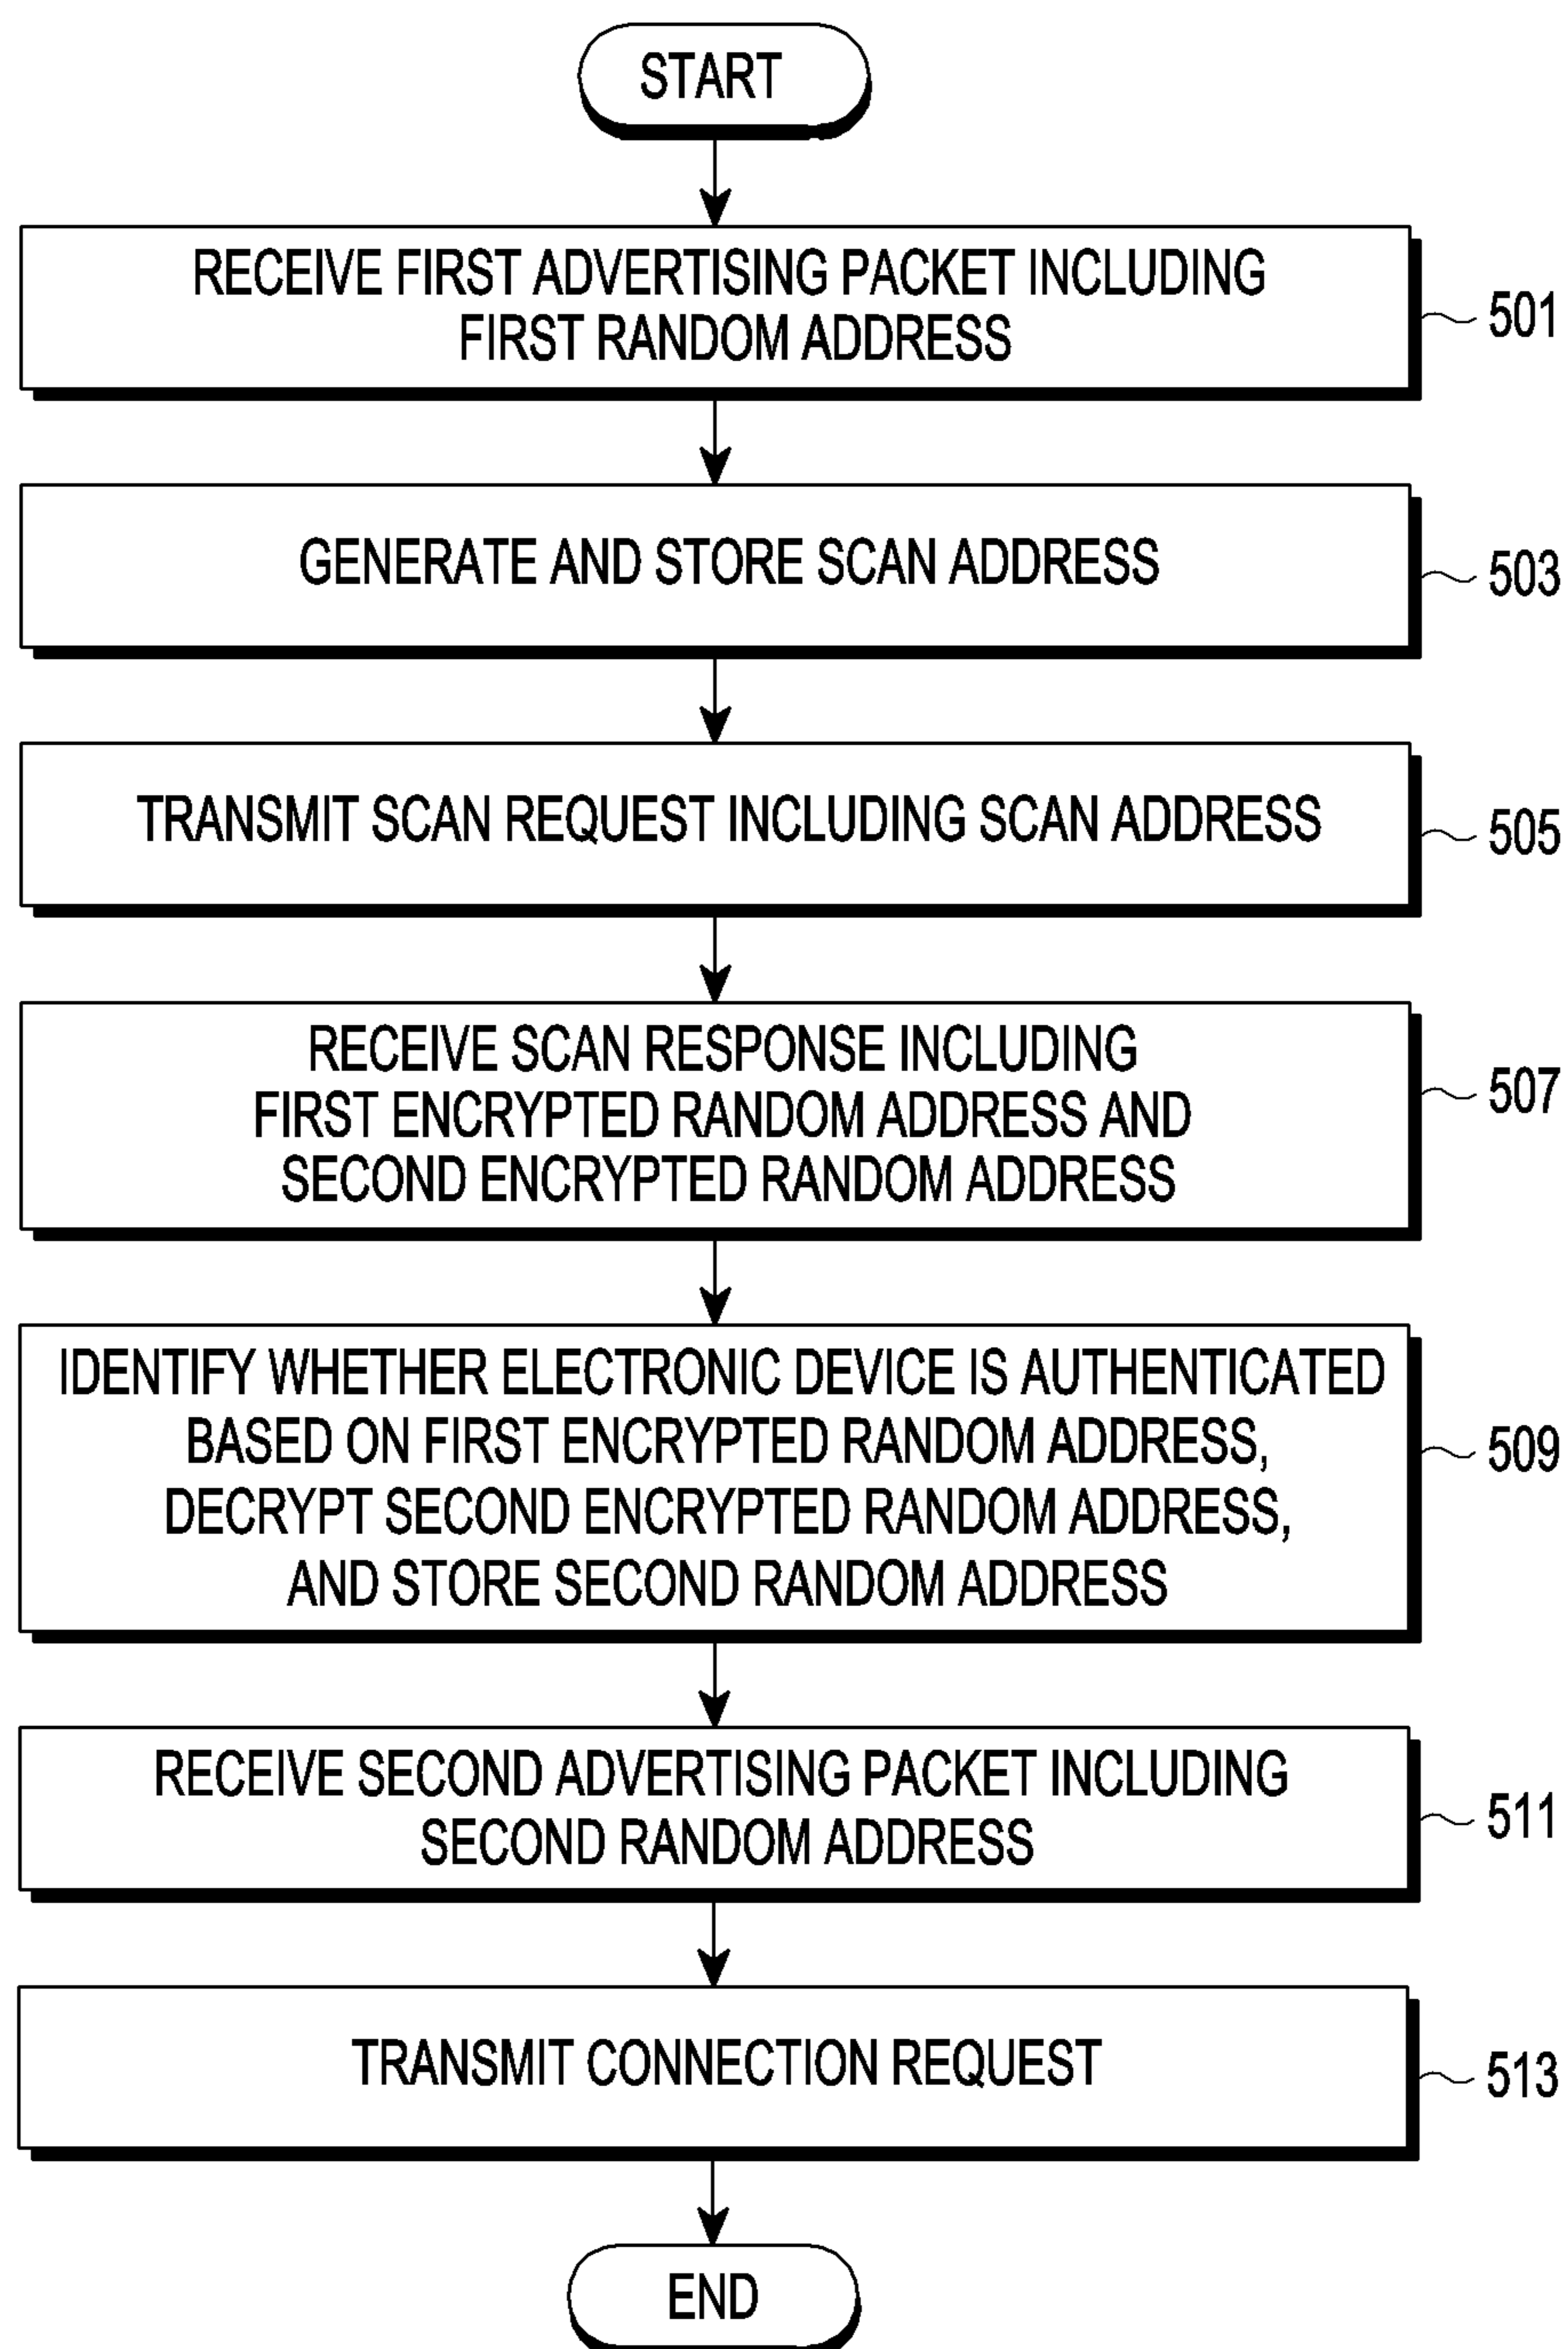 START
RECEIVE FIRST ADVERTISING PACKET INCLUDING
FIRST RANDOM ADDRESS
501
GENERATE AND STORE SCAN ADDRESS
503
TRANSMIT SCAN REQUEST INCLUDING SCAN ADDRESS
505
RECEIVE SCAN RESPONSE INCLUDING
FIRST ENCRYPTED RANDOM ADDRESS AND
SECOND ENCRYPTED RANDOM ADDRESS
507
IDENTIFY WHETHER ELECTRONIC DEVICE IS AUTHENTICATED
BASED ON FIRST ENCRYPTED RANDOM ADDRESS,
DECRYPT SECOND ENCRYPTED RANDOM ADDRESS,
AND STORE SECOND RANDOM ADDRESS
509
RECEIVE SECOND ADVERTISING PACKET INCLUDING
SECOND RANDOM ADDRESS
511
TRANSMIT CONNECTION REQUEST
513
END